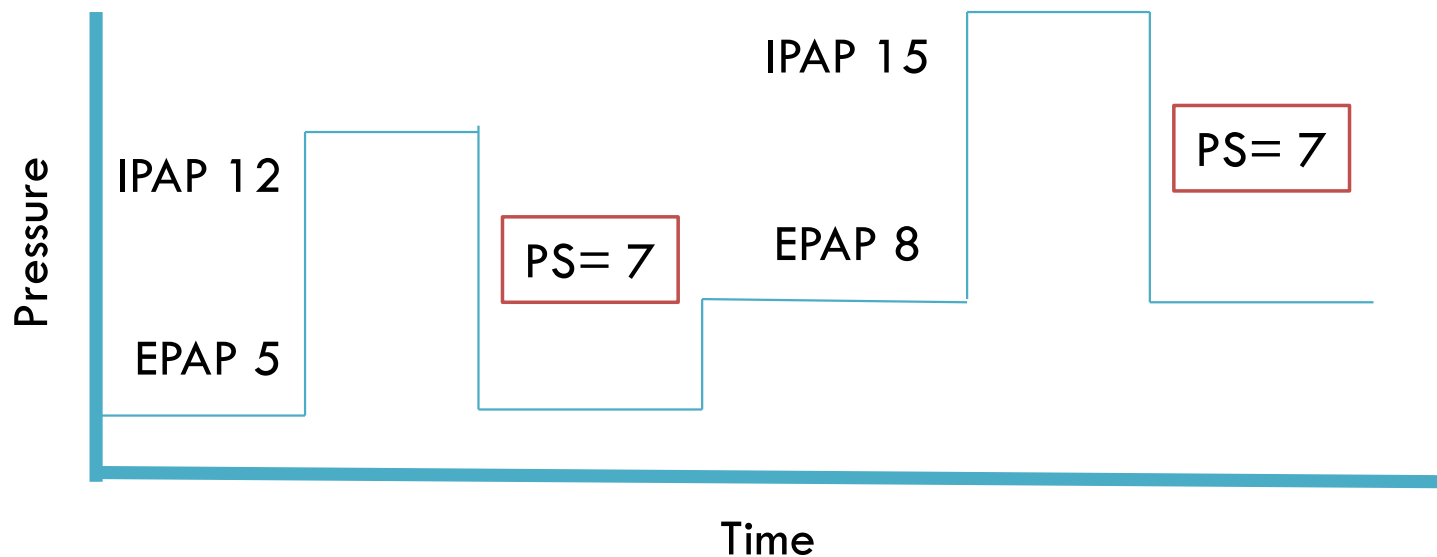 IPAP 15
PS= 7
IPAP 12
PS= 7
EPAP 8
EPAP 5
Pressure
Time